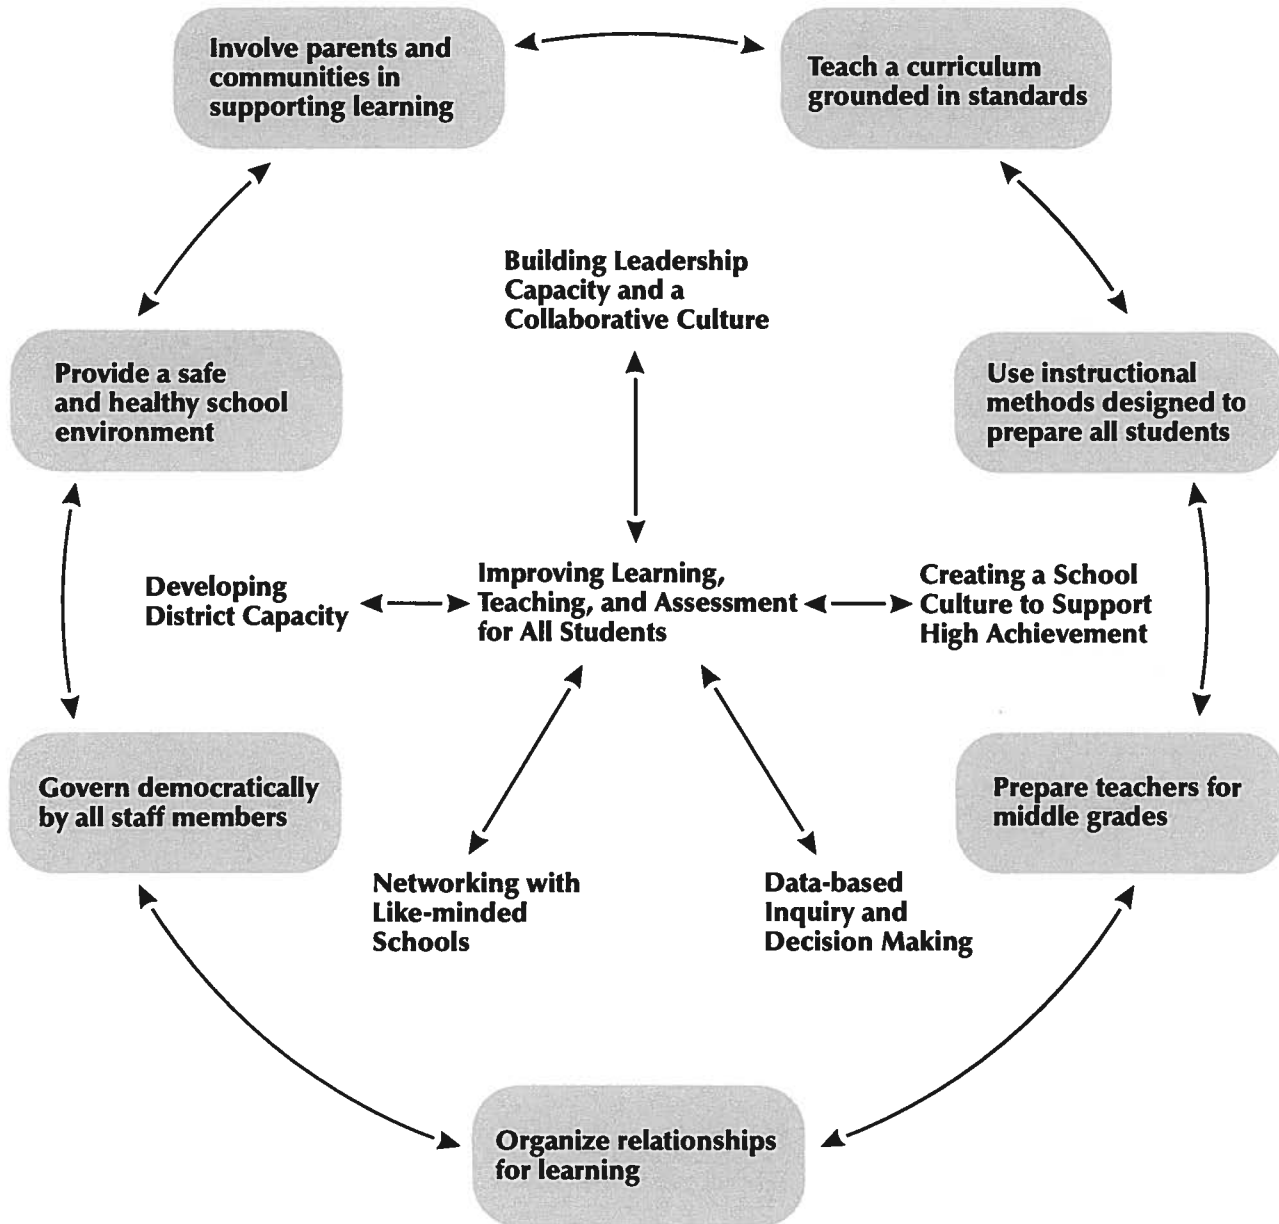 Involve parents and
communities in
supporting learning
Teach a curriculum
grounded in standards
Building Leadership
Capacity and a
Collaborative Culture
Provide a safe
and healthy school
environment
Use instructional
methods designed to
prepare all students
Developing
District Capacity
Improving Learning,
Teaching, and Assessment
for All Students
Creating a School
Culture to Support
High Achievement
Govern democratically
by all staff members
Prepare teachers for
middle grades
Networking with
Like-minded
Schools
Data-based
Inquiry and
Decision Making
Organize relationships
for learning